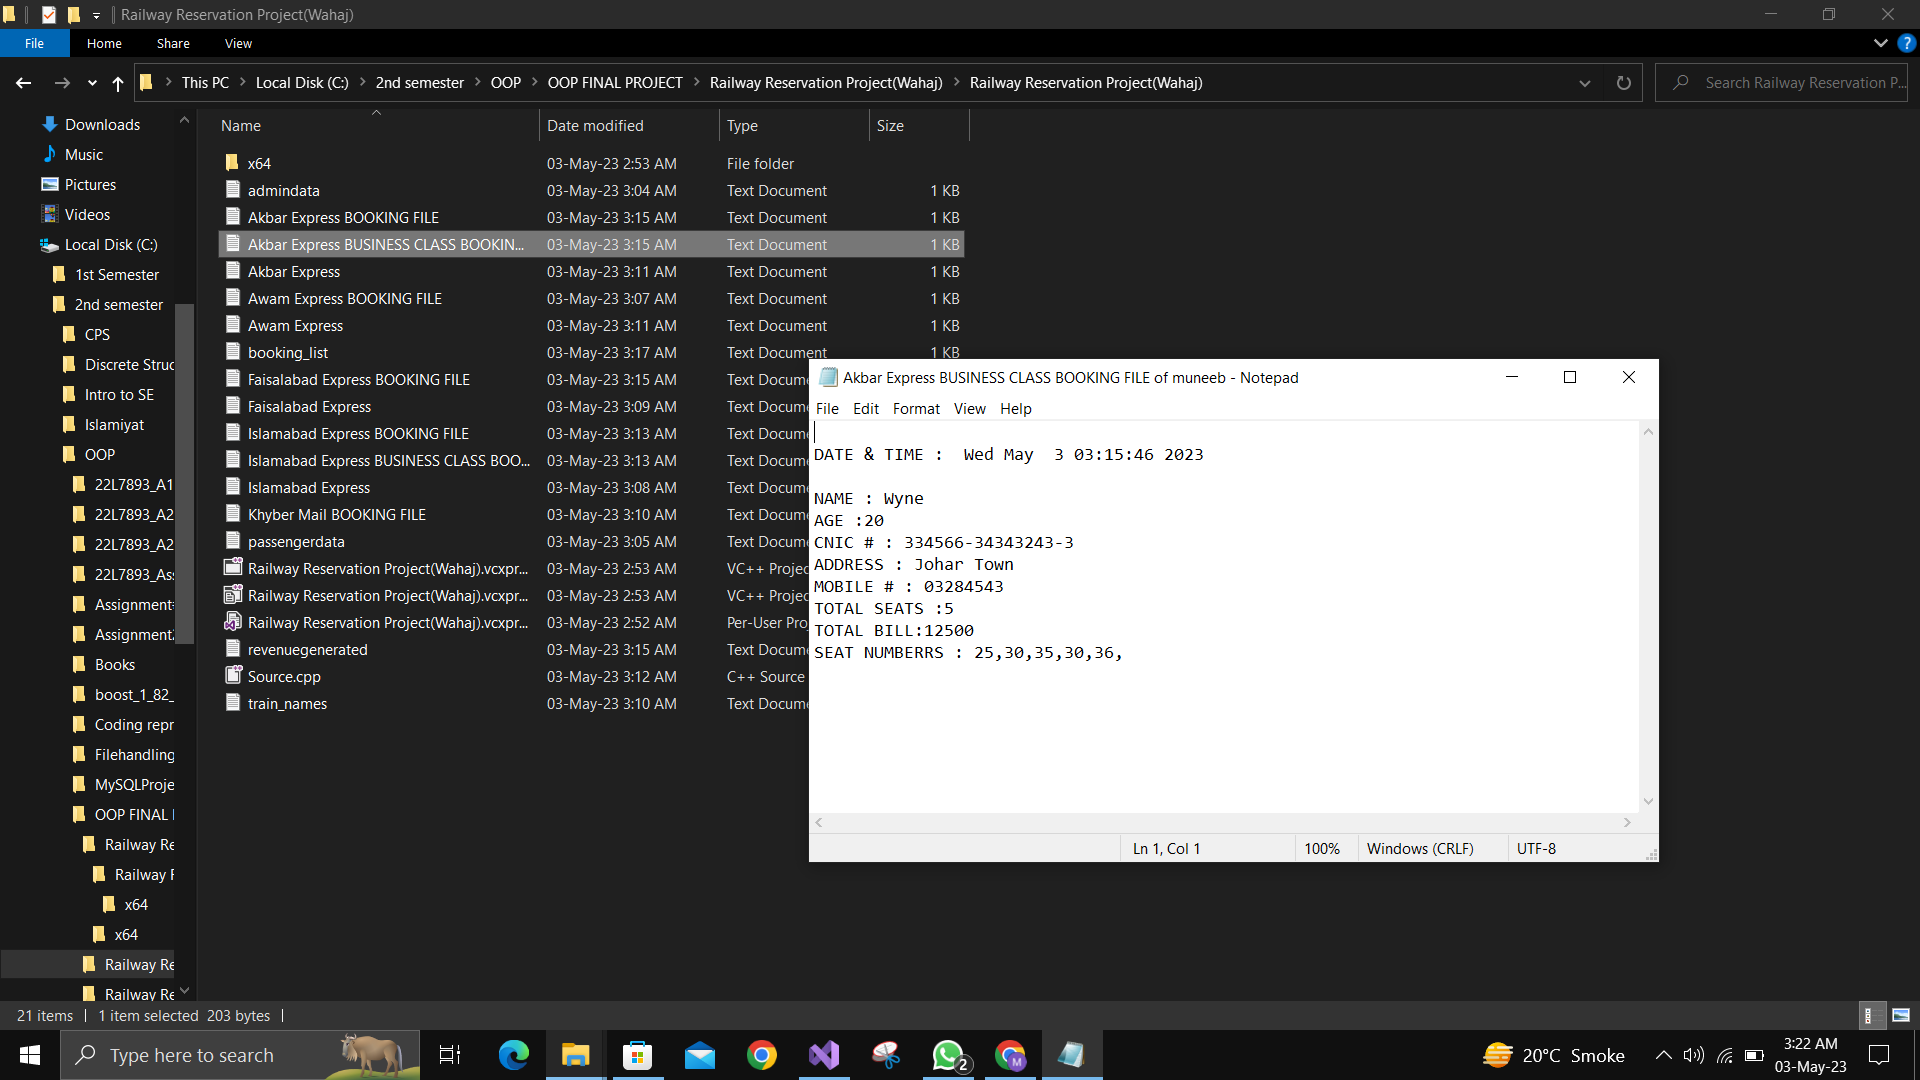 Railway Reservation Project(Wahaj)
File Home Share View
This PC Local Disk (C:) 2nd semester OOP OOP FINAL PROJECT Railway Reservation Project(Wahaj) Railway Reservation Project(Wahaj)
Search Railway Reservation P...
Downloads
Music
Pictures
Videos
Local Disk (C:)
1st Semester
2nd semester
CPS
Discrete Struc
Intro to SE
Islamiyat
OOP
22L7893_A1
22L7893_A2
22L7893_A2
22L7893_Ass
Assignment
Assignment
Books
boost_1_82_
Coding repr
Filehandling
MySQLProje
OOP FINAL
Railway Re
Railway
x64
x64
Railway Re
Railway Re
Name Date modified Type Size
x64 03-May-23 2:53 AM File folder
admindata 03-May-23 3:04 AM Text Document 1 KB
Akbar Express BOOKING FILE 03-May-23 3:15 AM Text Document 1 KB
Akbar Express BUSINESS CLASS BOOKIN... 03-May-23 3:15 AM Text Document 1 KB
Akbar Express 03-May-23 3:11 AM Text Document 1 KB
Awam Express BOOKING FILE 03-May-23 3:07 AM Text Document 1 KB
Awam Express 03-May-23 3:11 AM Text Document 1 KB
booking_list 03-May-23 3:17 AM Text Document 1 KB
Faisalabad Express BOOKING FILE 03-May-23 3:15 AM Text Docum
Faisalabad Express 03-May-23 3:09 AM Text Docum
Islamabad Express BOOKING FILE 03-May-23 3:13 AM Text Docum
Islamabad Express BUSINESS CLASS BOO... 03-May-23 3:13 AM Text Docum
Islamabad Express 03-May-23 3:08 AM Text Docum
Khyber Mail BOOKING FILE 03-May-23 3:10 AM Text Docum
passengerdata 03-May-23 3:05 AM Text Docum
Railway Reservation Project(Wahaj).vcxpr... 03-May-23 2:53 AM VC++ Projec
Railway Reservation Project(Wahaj).vcxpr... 03-May-23 2:53 AM VC++ Projec
Railway Reservation Project(Wahaj).vcxpr... 03-May-23 2:52 AM Per-User Pro
revenuegenerated 03-May-23 3:15 AM Text Docum
Source.cpp 03-May-23 3:12 AM C++ Source
train_names 03-May-23 3:10 AM Text Docum
Akbar Express BUSINESS CLASS BOOKING FILE of muneeb - Notepad
File Edit Format View Help
DATE & TIME : Wed May 3 03:15:46 2023
NAME : Wyne
AGE :20
CNIC # : 334566-34343243-3
ADDRESS : Johar Town
MOBILE # : 03284543
TOTAL SEATS :5
TOTAL BILL:12500
SEAT NUMBERRS : 25,30,35,30,36,
Ln 1, Col 1 100% Windows (CRLF) UTF-8
21 items 1 item selected 203 bytes
Type here to search
2
M
20°C Smoke
3:22 AM
03-May-23